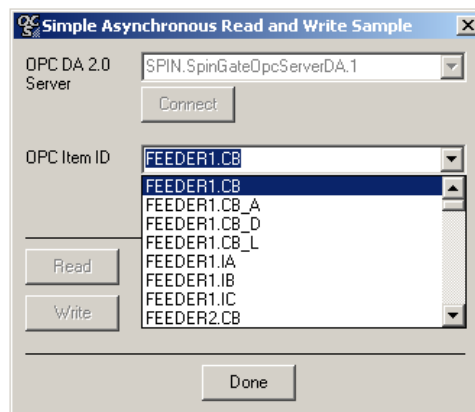 Simple Asynchronous Read and Write Sample
OPC DA 2.0 Server
SPIN.SpinGateOpcServerDA.1
Connect
OPC Item ID
FEEDER1.CB
FEEDER1.CB
FEEDER1.CB_A
FEEDER1.CB_D
FEEDER1.CB_L
FEEDER1.IA
FEEDER1.IB
FEEDER1.IC
FEEDER2.CB
Read
Write
Done